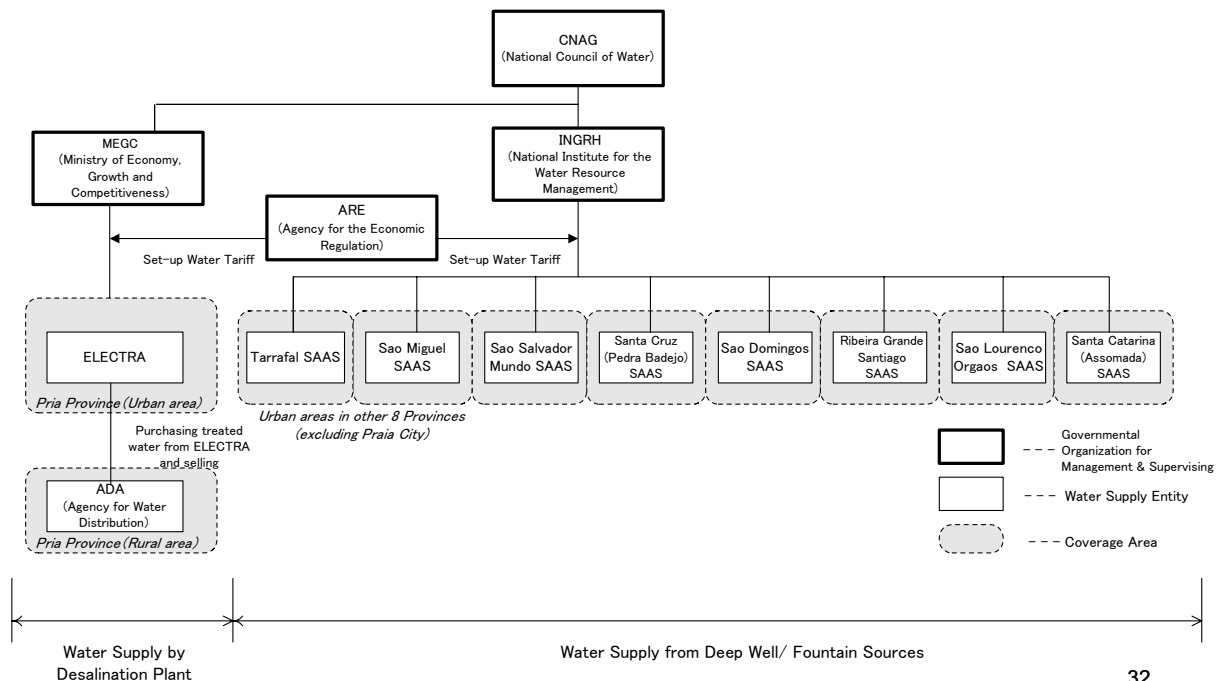 CNAG
(National Council of Water)
MEGC
(Ministry of Economy,
Growth and
Competitiveness)
INGRH
(National Institute for the
Water Resource
Management)
ARE
(Agency for the Economic
Regulation)
Set-up Water Tariff
Set-up Water Tariff
ELECTRA
Pria Province(Urban area)
Tarrafal SAAS
Sao Miguel
SAAS
Sao Salvador
Mundo SAAS
Santa Cruz
(Pedra Badejo)
SAAS
Sao Domingos
SAAS
Ribeira Grande
Santiago
SAAS
Sao Lourenco
Orgaos SAAS
Santa Catarina
(Assomada)
SAAS
Urban areas in other 8 Provinces
(excluding Praia City)
Purchasing treated
water from ELECTRA
and selling
ADA
(Agency for Water
Distribution)
Pria Province(Rural area)
Governmental
Organization for
Management & Supervising
Water Supply Entity
Coverage Area
Water Supply by
Desalination Plant
Water Supply from Deep Well/ Fountain Sources
32